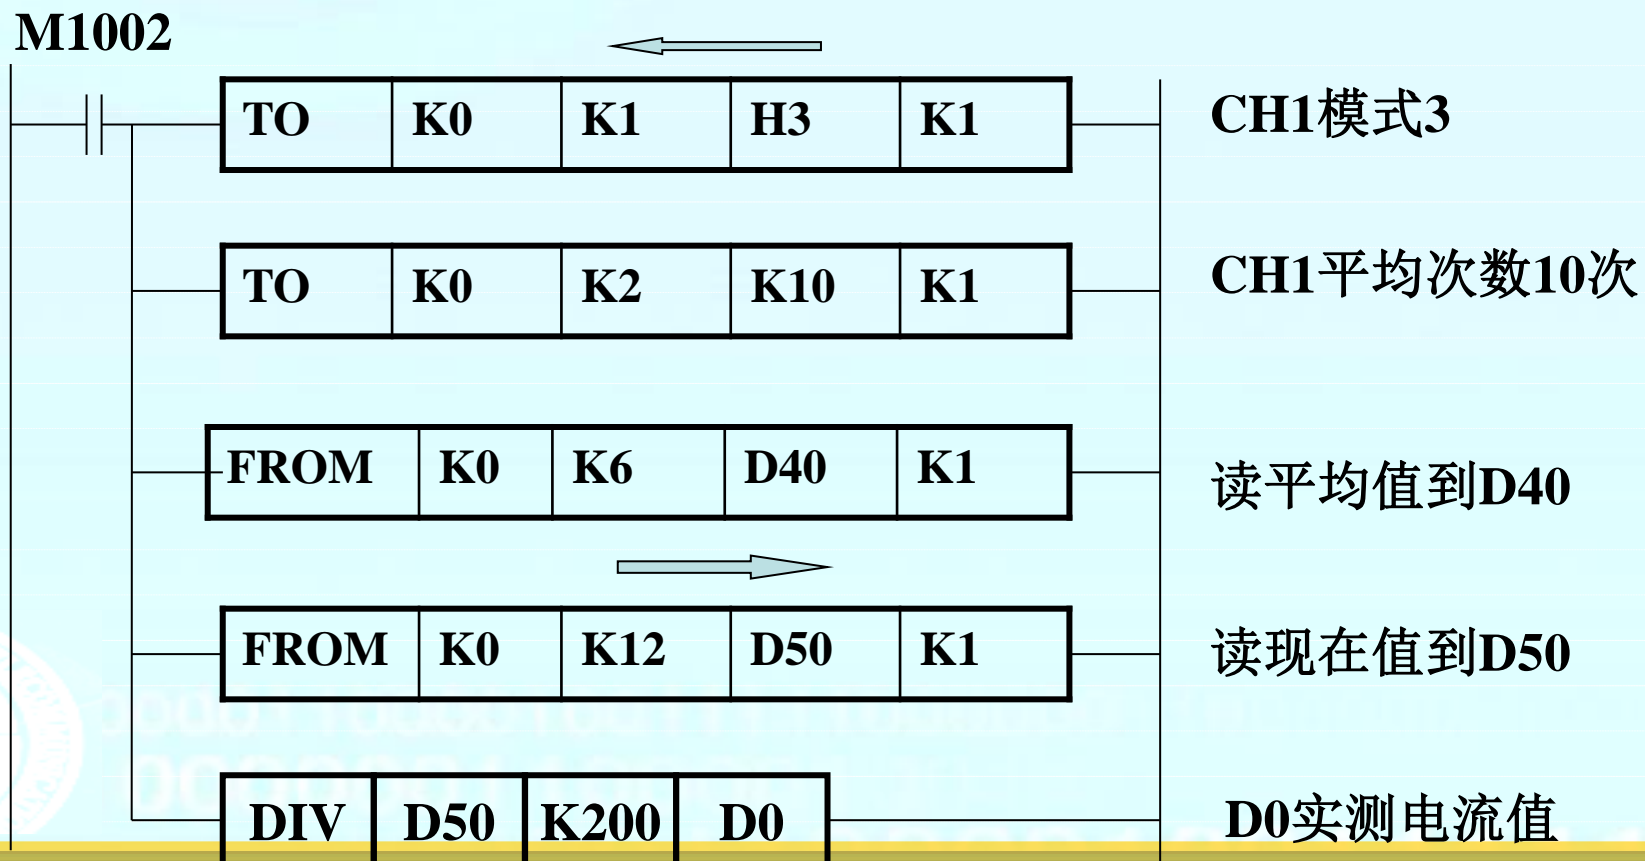 M1002
TO K0 K1 H3 K1 CH1模式3
TO K0 K2 K10 K1 CH1平均次数10次
FROM K0 K6 D40 K1 读平均值到D40
FROM K0 K12 D50 K1 读现在值到D50
DIV D50 K200 D0 D0实测电流值